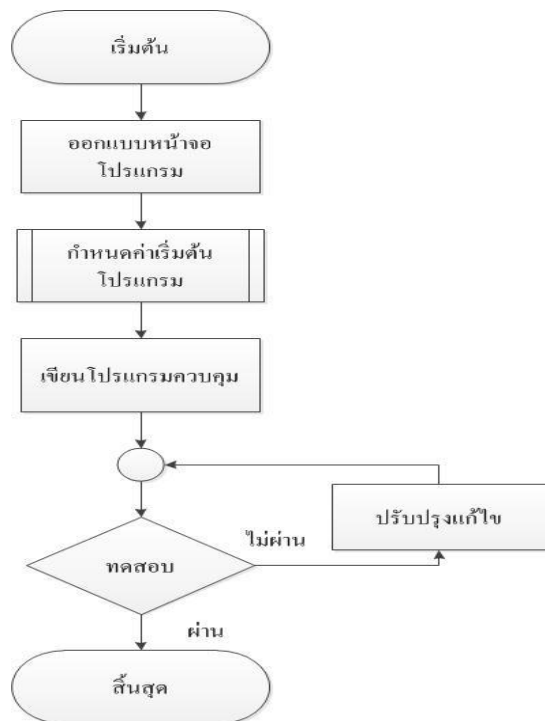 เริ่มต้น
ออกแบบหน้าจอ
โปรแกรม
กำหนดค่าเริ่มต้น
โปรแกรม
เขียนโปรแกรมควบคุม
ปรับปรุงแก้ไข
ไม่ผ่าน
ทดสอบ
ผ่าน
สิ้นสุด